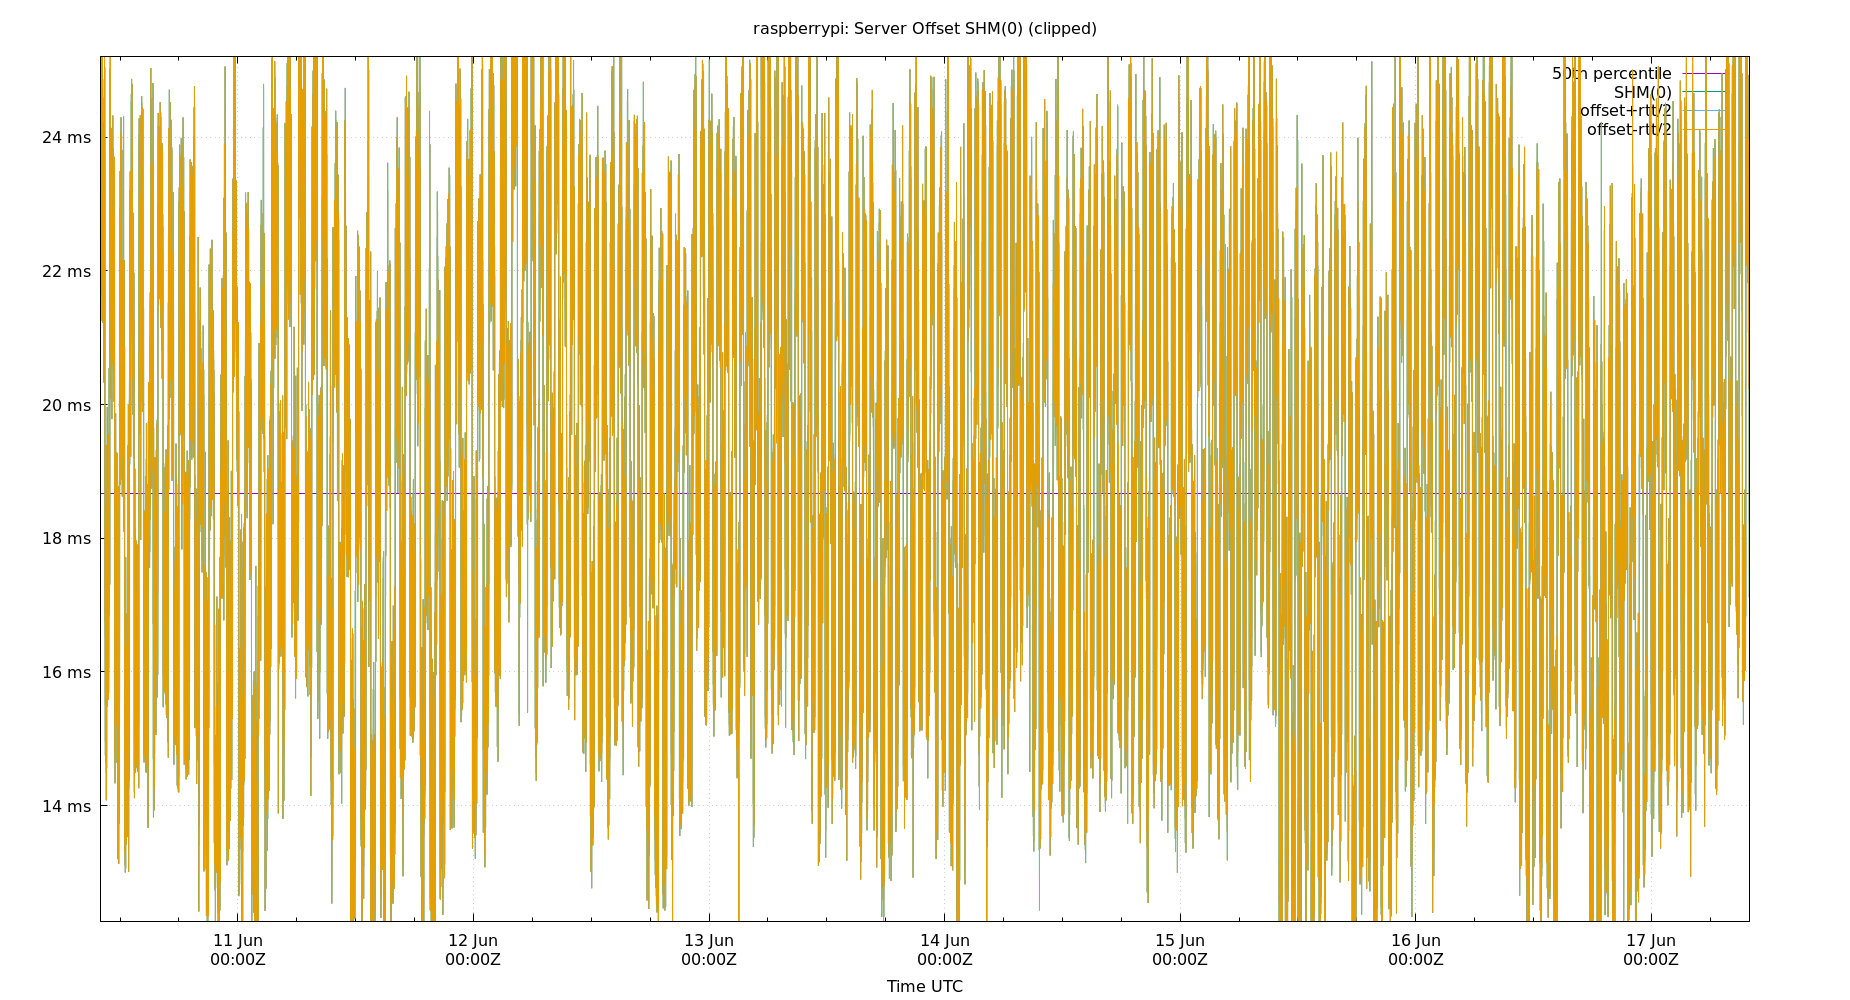 raspberrypi: Server Offset SHM(0) (clipped)
50th percentile
SHM(0)
offset+rtt/2
offset-rtt/2
24 ms
22 ms
20 ms
18 ms
16 ms
14 ms
11 Jun 12 Jun 13 Jun 14 Jun 15 Jun 16 Jun 17 Jun
00:00Z 00:00Z 00:00Z 00:00Z 00:00Z 00:00Z 00:00Z
Time UTC